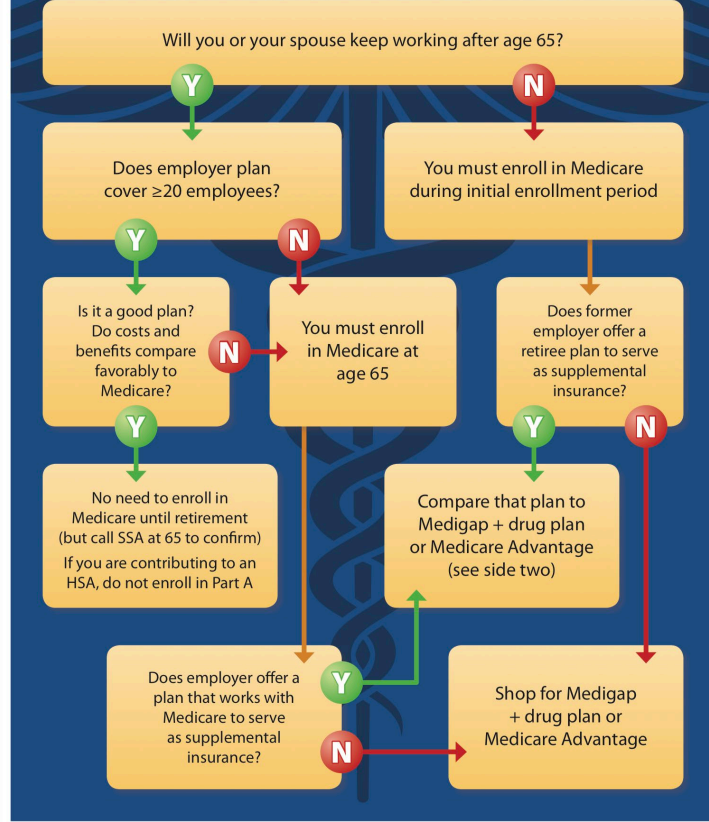 Will you or your spouse keep working after age 65?
Y
N
Does employer plan
cover ≥20 employees?
You must enroll in Medicare
during initial enrollment period
Y
N
Is it a good plan?
Do costs and
benefits compare
favorably to
Medicare?
N
You must enroll
in Medicare at
age 65
Does former
employer offer a
retiree plan to serve
as supplemental
insurance?
Y
Y
N
No need to enroll in
Medicare until retirement
(but call SSA at 65 to confirm)
If you are contributing to an
HSA, do not enroll in Part A
Compare that plan to
Medigap + drug plan
or Medicare Advantage
(see side two)
Does employer offer a
plan that works with
Medicare to serve
as supplemental
insurance?
Y
N
Shop for Medigap
+ drug plan or
Medicare Advantage